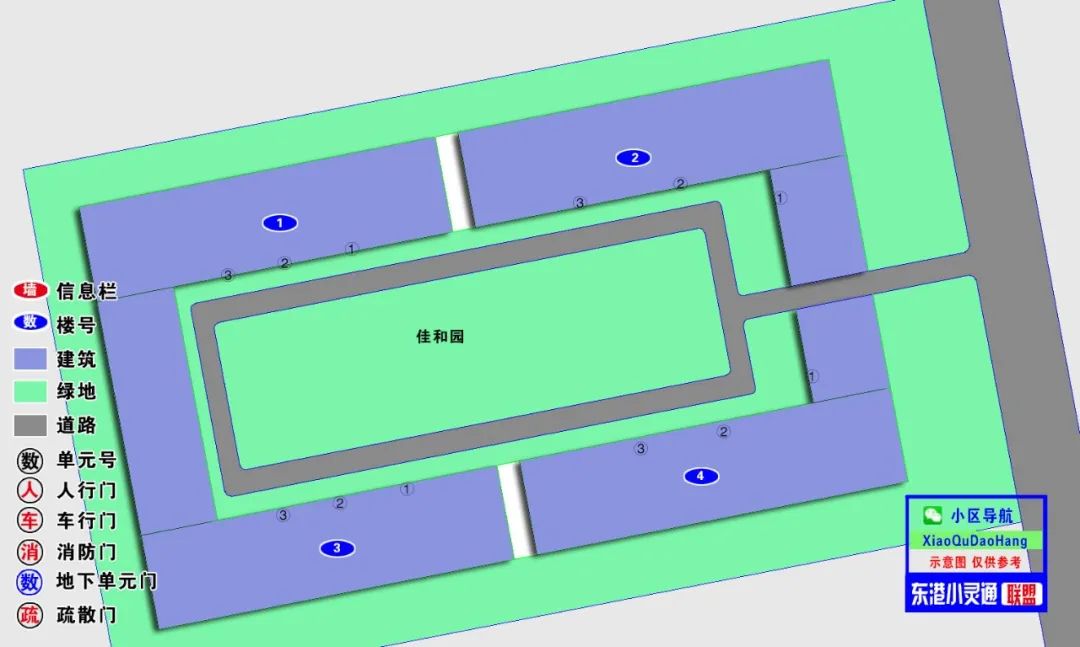 2
2
3
1
1
1
2
3
佳和园
墙 信息栏
数 楼号
建筑
绿地
道路
数 单元号
人 人行门
车 车行门
消 消防门
数 地下单元门
疏 疏散门
1
2
3
4
1
2
3
3
小区导航
XiaoQuDaoHang
示意图 仅供参考
东港小灵通 联盟